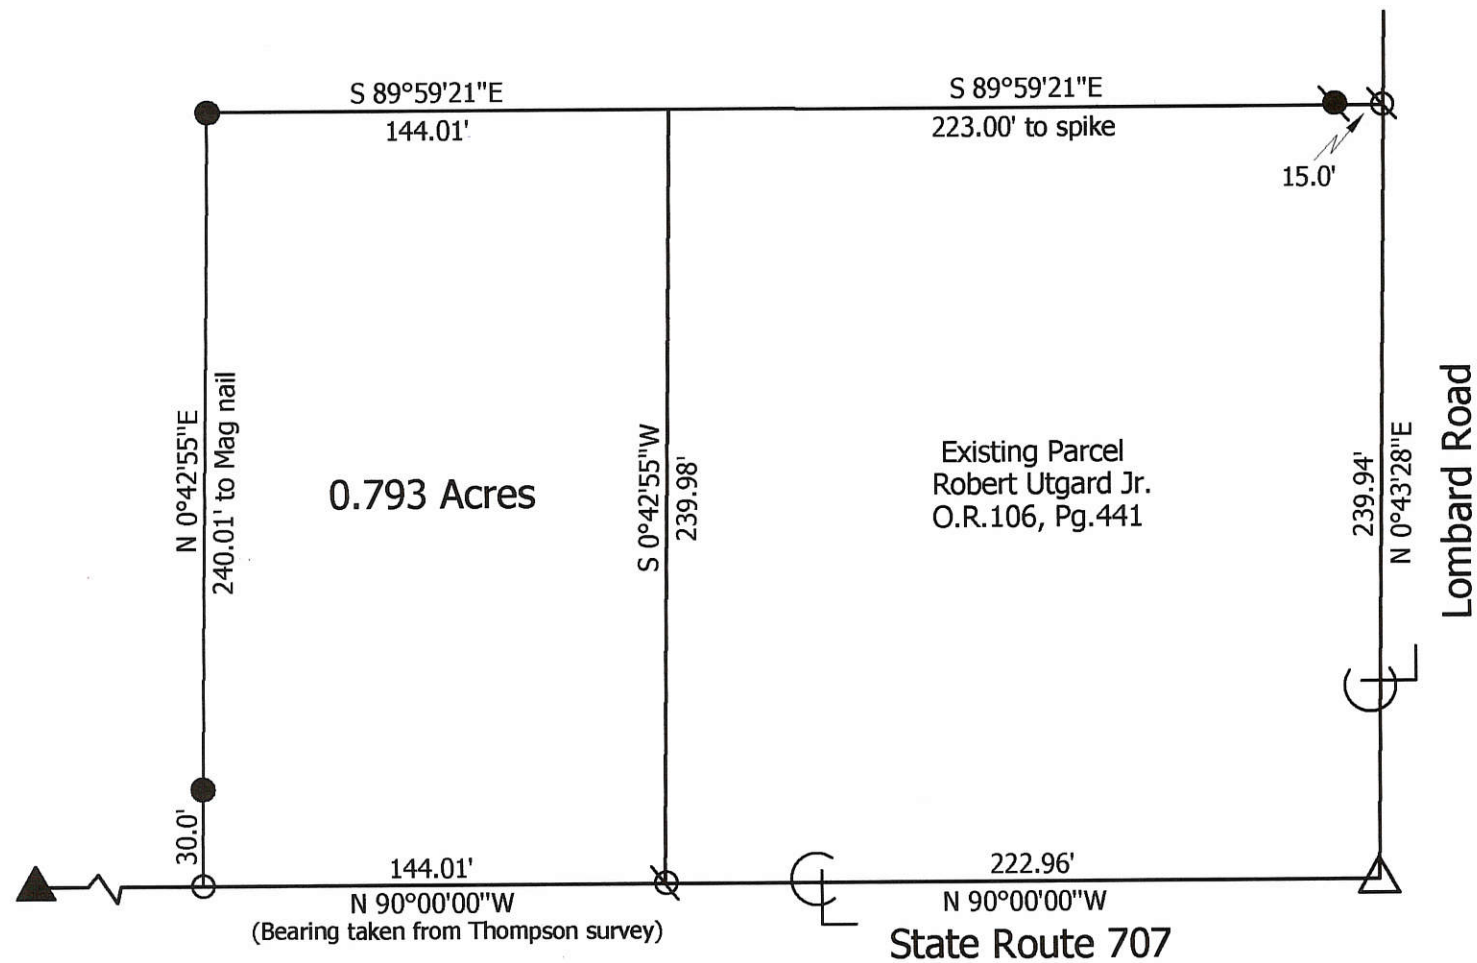 S 89°59'21"E
144.01'
S 89°59'21"E
223.00' to spike
15.0'
N 0°42'55"E
240.01' to Mag nail
0.793 Acres
S 0°42'55"W
239.98'
Existing Parcel
Robert Utgard Jr.
O.R.106, Pg.441
239.94'
N 0°43'28"E
Lombard Road
30.0'
144.01'
N 90°00'00"W
(Bearing taken from Thompson survey)
222.96'
N 90°00'00"W
State Route 707